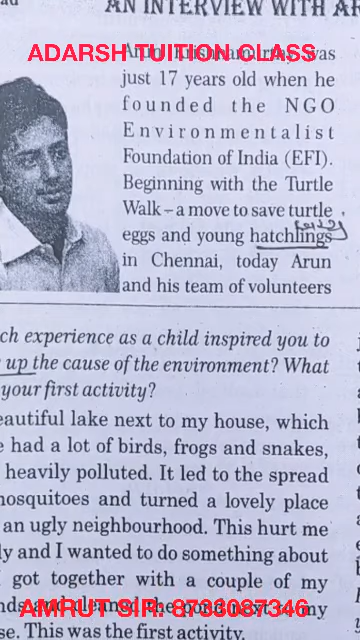 AN INTERVIEW WITH AR
ADARSH TUITION CLASS
just 17 years old when he
founded the NGO
Environmentalist
Foundation of India (EFI).
Beginning with the Turtle
Walk – a move to save turtle
eggs and young hatchlings
in Chennai, today Arun
and his team of volunteers
ch experience as a child inspired you to
up the cause of the environment? What
your first activity?
eautiful lake next to my house, which
e had a lot of birds, frogs and snakes,
heavily polluted. It led to the spread
mosquitoes and turned a lovely place
an ugly neighbourhood. This hurt me
ly and I wanted to do something about
got together with a couple of my
AMRUT SIR: 8733087346
se. This was the first activity.